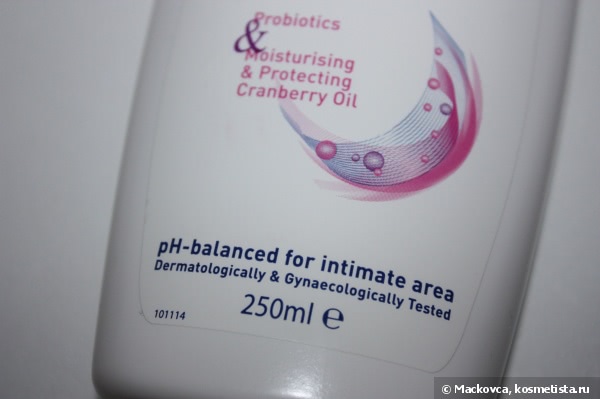 Probiotics
&
Moisturising
& Protecting
Cranberry Oil
pH-balanced for intimate area
Dermatologically & Gynaecologically Tested
101114
250ml ℮
© Mackovca, kosmetista.ru